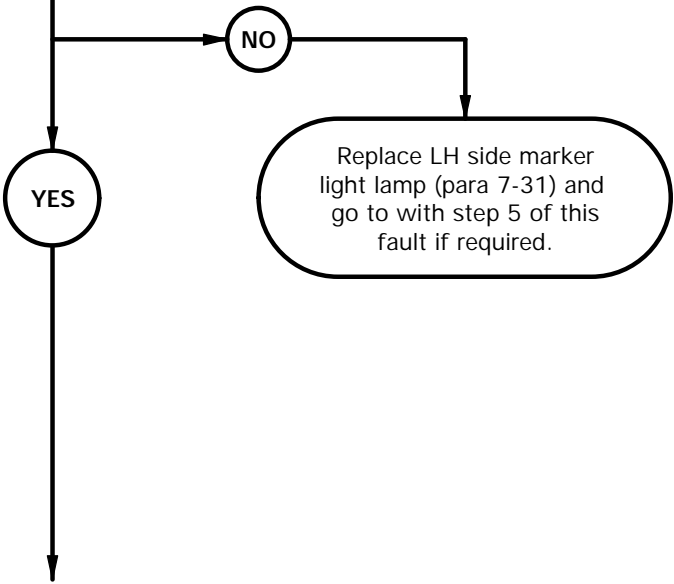 NO
Replace LH side marker
light lamp (para 7-31) and
go to with step 5 of this
fault if required.
YES